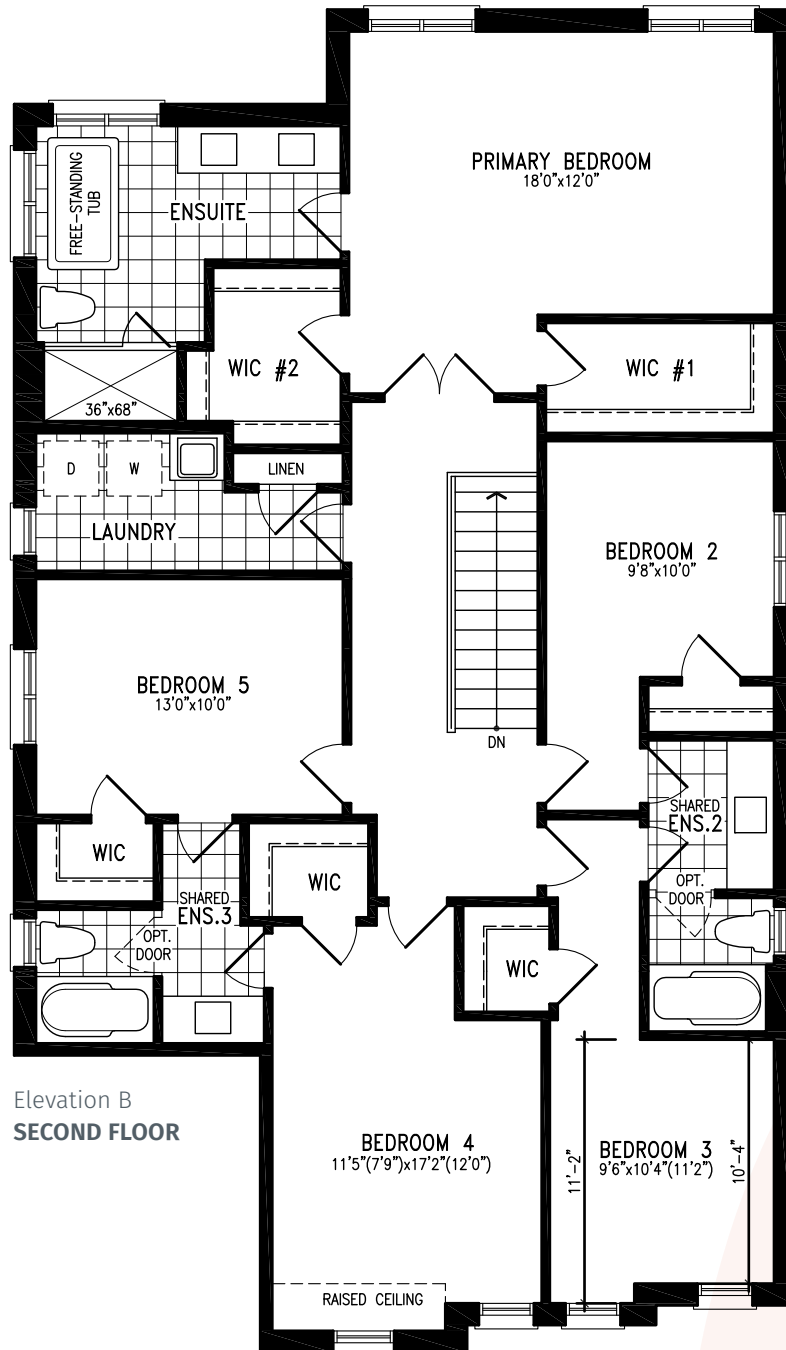 PRIMARY BEDROOM
18'0"x12'0"
FREE-STANDING
TUB
ENSUITE
WIC #2
WIC #1
36"x68"
D
W
LINEN
LAUNDRY
BEDROOM 2
9'8"x10'0"
BEDROOM 5
13'0"x10'0"
DN
SHARED
ENS.2
OPT.
DOOR
WIC
WIC
SHARED
ENS.3
OPT.
DOOR
WIC
Elevation B
SECOND FLOOR
BEDROOM 4
11'5"(7'9")x17'2"(12'0")
11'-2"
BEDROOM 3
9'6"x10'4"(11'2")
10'-4"
RAISED CEILING